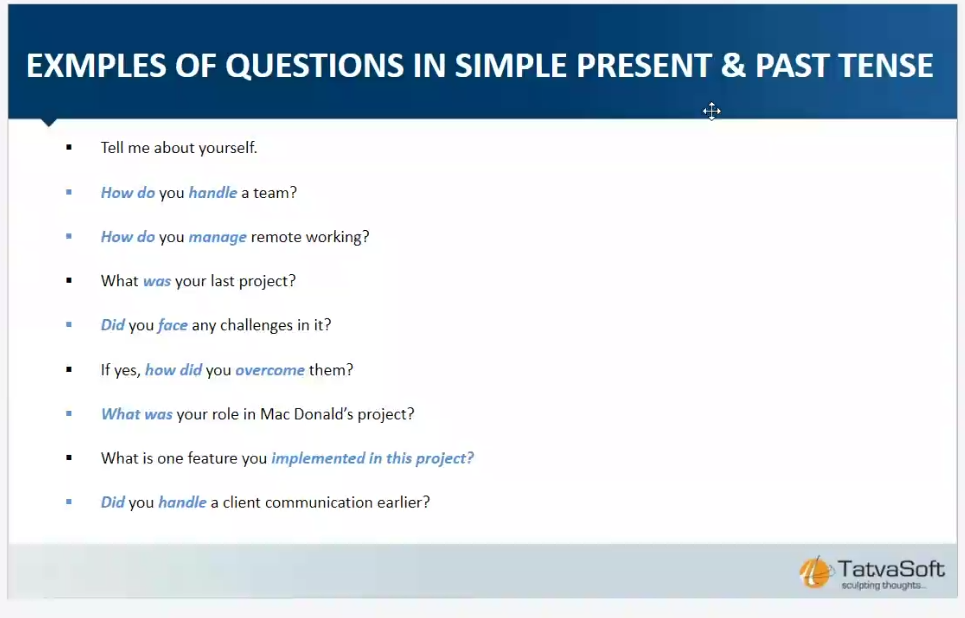 EXMPLES OF QUESTIONS IN SIMPLE PRESENT & PAST TENSE
Tell me about yourself.
How do you handle a team?
How do you manage remote working?
What was your last project?
Did you face any challenges in it?
If yes, how did you overcome them?
What was your role in Mac Donald's project?
What is one feature you implemented in this project?
Did you handle a client communication earlier?
TatvaSoft
sculpting thoughts...